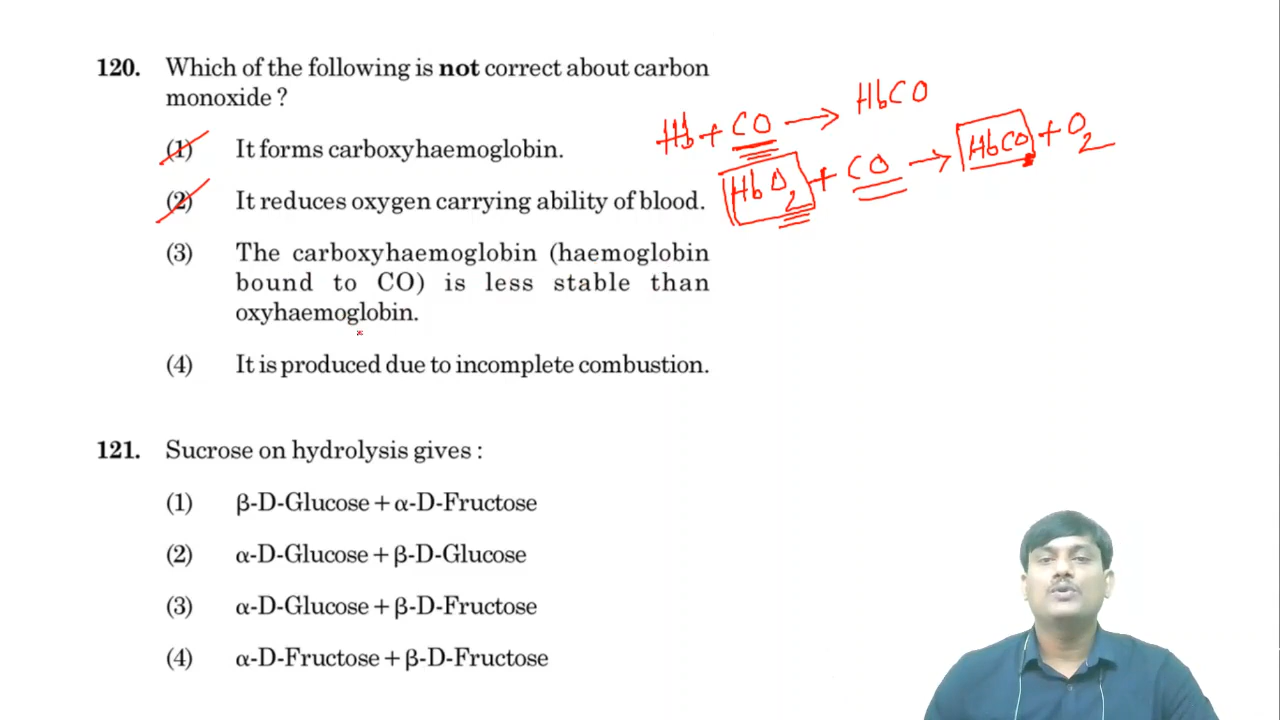 120. Which of the following is not correct about carbon
monoxide ?
(1) It forms carboxyhaemoglobin.
(2) It reduces oxygen carrying ability of blood.
(3) The carboxyhaemoglobin (haemoglobin
bound to CO) is less stable than
oxyhaemoglobin.
(4) It is produced due to incomplete combustion.
Hb + CO → HbCO
HbO2 + CO → HbCO + O2
121. Sucrose on hydrolysis gives :
(1) β-D-Glucose + α-D-Fructose
(2) α-D-Glucose + β-D-Glucose
(3) α-D-Glucose + β-D-Fructose
(4) α-D-Fructose + β-D-Fructose